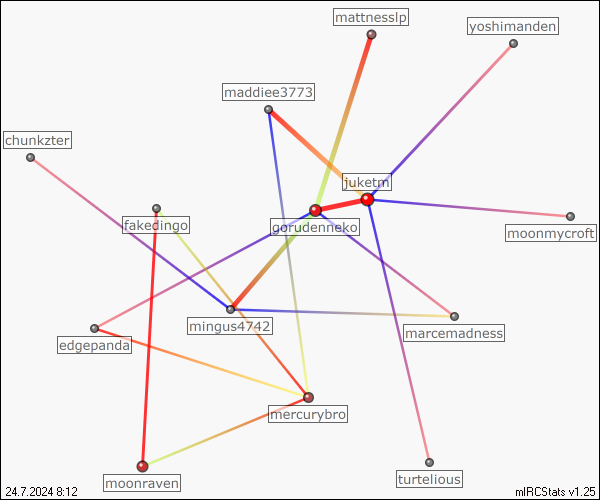 mattnesslp
yoshimanden
maddiee3773
chunkzter
juketm
fakedingo
gorudenneko
moonmycroft
mingus4742
marcemadness
edgepanda
mercurybro
moonraven
turtelious
24.7.2024 8:12
mIRCStats v1.25